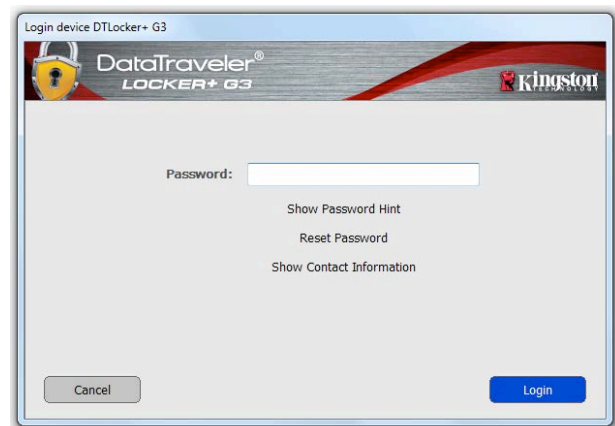 Login device DTLocker+ G3
DataTraveler®
LOCKER+ G3
Kingston
TECHNOLOGY
Password:
Show Password Hint
Reset Password
Show Contact Information
Cancel
Login